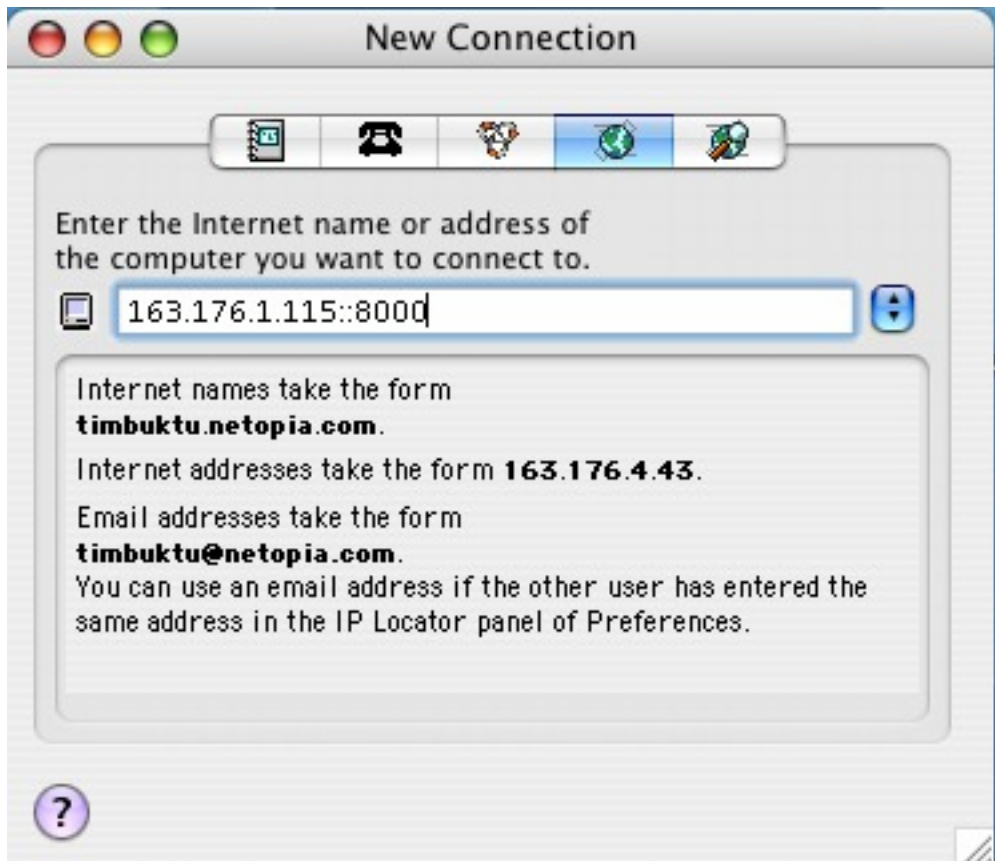 New Connection
Enter the Internet name or address of
the computer you want to connect to.
163.176.1.115::8000
Internet names take the form
timbuktu.netopia.com.
Internet addresses take the form 163.176.4.43.
Email addresses take the form
timbuktu@netopia.com.
You can use an email address if the other user has entered the
same address in the IP Locator panel of Preferences.
?